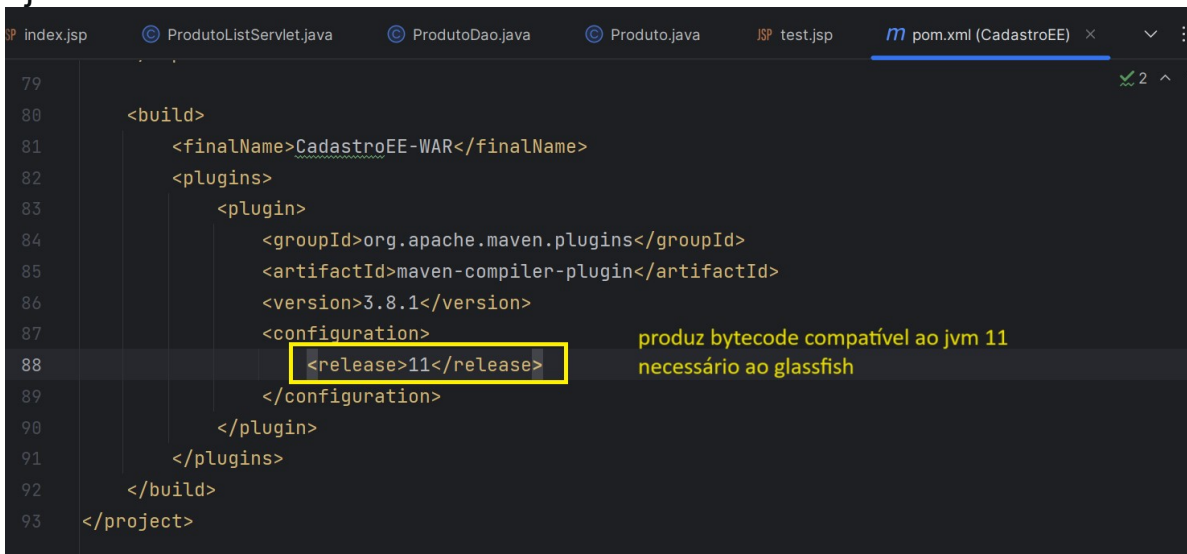 index.jsp ProdutoListServlet.java ProdutoDao.java Produto.java JSP test.jsp m pom.xml (CadastroEE)
79
2
80 <build>
81 <finalName>CadastroEE-WAR</finalName>
82 <plugins>
83 <plugin>
84 <groupId>org.apache.maven.plugins</groupId>
85 <artifactId>maven-compiler-plugin</artifactId>
86 <version>3.8.1</version>
87 <configuration>
produz bytecode compatível ao jvm 11
88 <release>11</release>
necessário ao glassfish
89 </configuration>
90 </plugin>
91 </plugins>
92 </build>
93 </project>